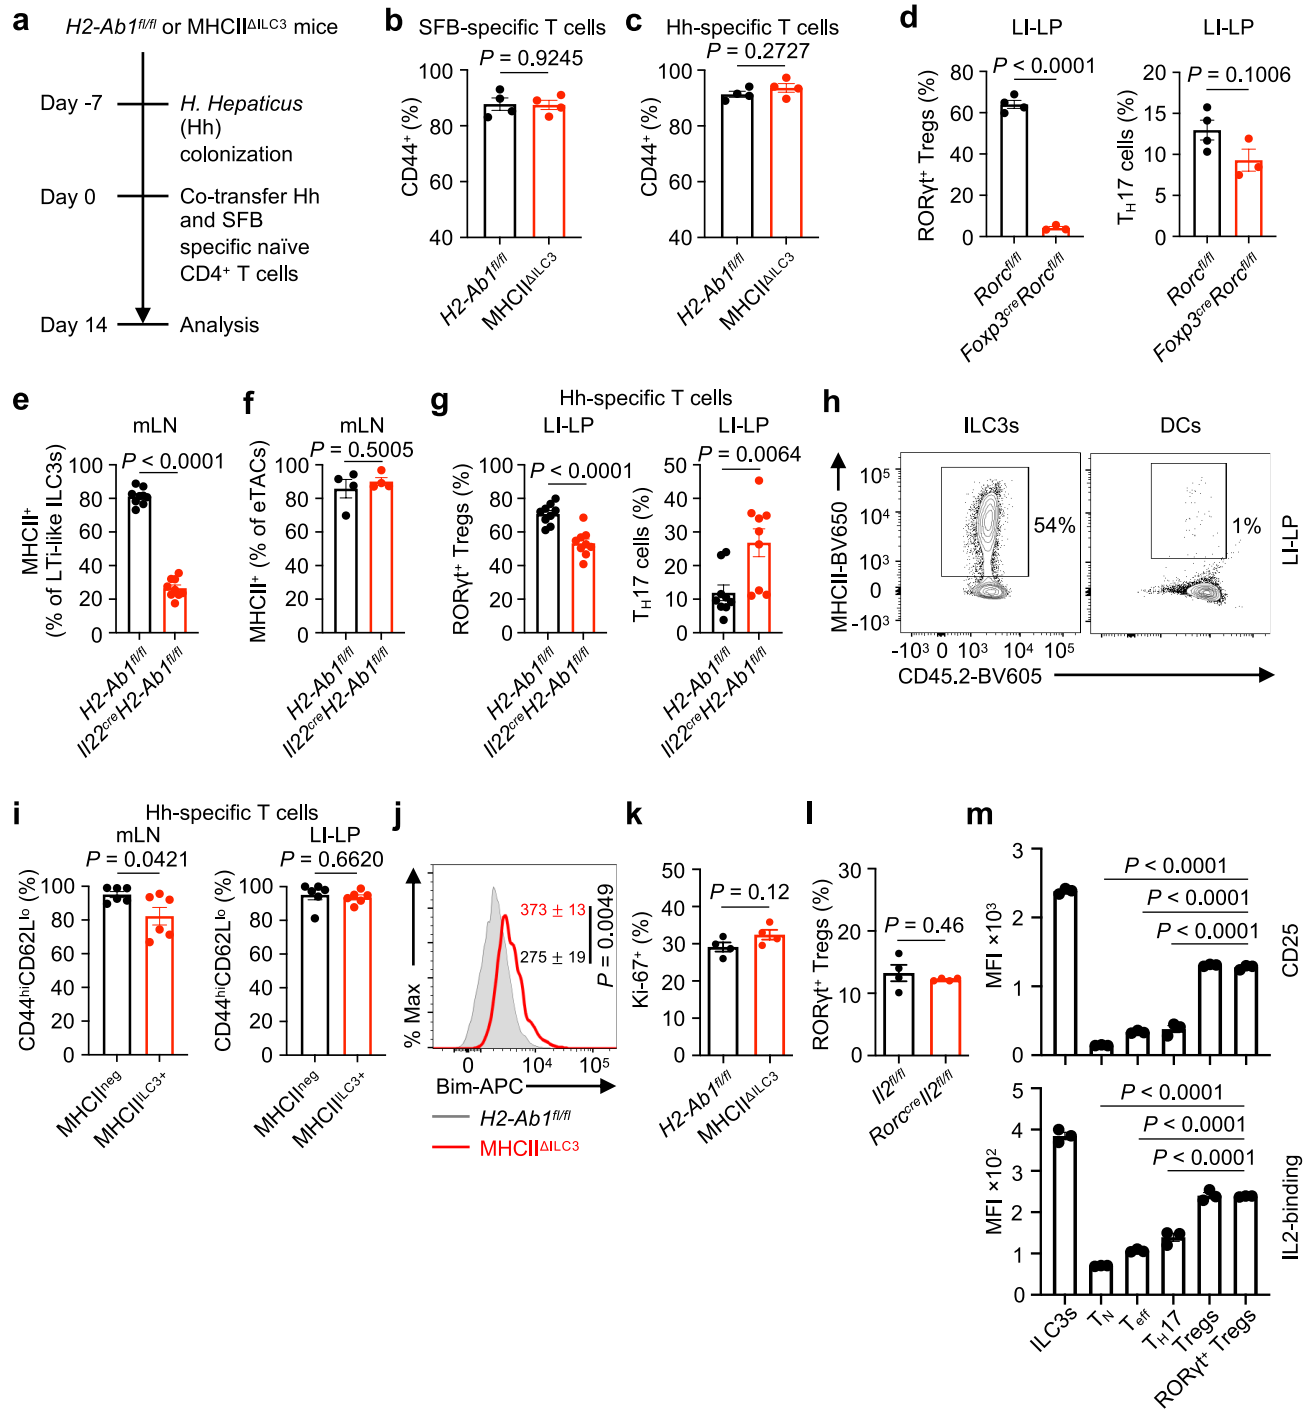 a
H2-Ab1fl/fl or MHCIIΔILC3 mice
Day -7
H. Hepaticus
(Hh)
colonization
Day 0
Co-transfer Hh
and SFB
specific naïve
CD4+ T cells
Day 14
Analysis
b
SFB-specific T cells
P = 0.9245
CD44+ (%)
100
80
60
40
H2-Ab1fl/fl
MHCIIΔILC3
c
Hh-specific T cells
P = 0.2727
CD44+ (%)
100
80
60
40
H2-Ab1fl/fl
MHCIIΔILC3
d
LI-LP
P < 0.0001
RORγt+ Tregs (%)
80
60
40
20
0
Rorcfl/fl
Foxp3creRorcfl/fl
LI-LP
P = 0.1006
TH17 cells (%)
20
15
10
5
0
Rorcfl/fl
Foxp3creRorcfl/fl
e
mLN
P < 0.0001
MHCII+
(% of LTi-like ILC3s)
100
80
60
40
20
0
H2-Ab1fl/fl
Il22creH2-Ab1fl/fl
f
mLN
P = 0.5005
MHCII+ (% of eTACs)
100
80
60
40
20
0
H2-Ab1fl/fl
Il22creH2-Ab1fl/fl
g
Hh-specific T cells
LI-LP
P < 0.0001
RORγt+ Tregs (%)
100
80
60
40
20
0
H2-Ab1fl/fl
Il22creH2-Ab1fl/fl
LI-LP
P = 0.0064
TH17 cells (%)
50
40
30
20
10
0
H2-Ab1fl/fl
Il22creH2-Ab1fl/fl
h
ILC3s
DCs
MHCII-BV650
10⁵
10⁴
10³
0
-10³
54%
1%
LI-LP
-10³ 0 10³ 10⁴ 10⁵
CD45.2-BV605
i
Hh-specific T cells
mLN
P = 0.0421
CD44hiCD62Llo (%)
100
80
60
40
20
0
MHCIIneg
MHCIIILC3+
LI-LP
P = 0.6620
CD44hiCD62Llo (%)
100
80
60
40
20
0
MHCIIneg
MHCIIILC3+
j
% Max
373 ± 13
275 ± 19
P = 0.0049
0 10⁴ 10⁵
Bim-APC
H2-Ab1fl/fl
MHCIIΔILC3
k
P = 0.12
Ki-67+ (%)
50
40
30
20
10
0
H2-Ab1fl/fl
MHCIIΔILC3
l
P = 0.46
RORγt+ Tregs (%)
30
20
10
0
Il2fl/fl
RorccreIl2fl/fl
m
MFI ×10³
3
2
1
0
P < 0.0001
P < 0.0001
P < 0.0001
CD25
MFI ×10²
5
4
3
2
1
0
P < 0.0001
P < 0.0001
P < 0.0001
IL2-binding
ILC3s
TN
Teff
TH17
Tregs
RORγt+ Tregs